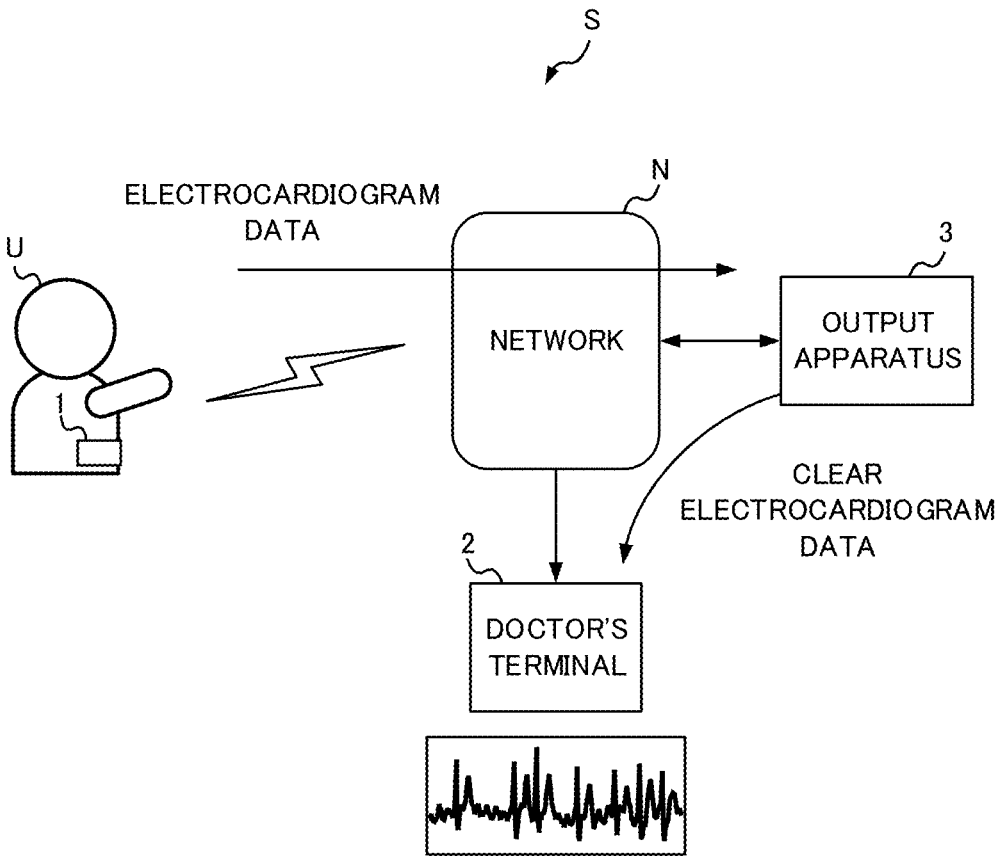 S
ELECTROCARDIOGRAM
DATA
N
U
3
NETWORK
OUTPUT
APPARATUS
1
CLEAR
ELECTROCARDIOGRAM
DATA
2
DOCTOR'S
TERMINAL